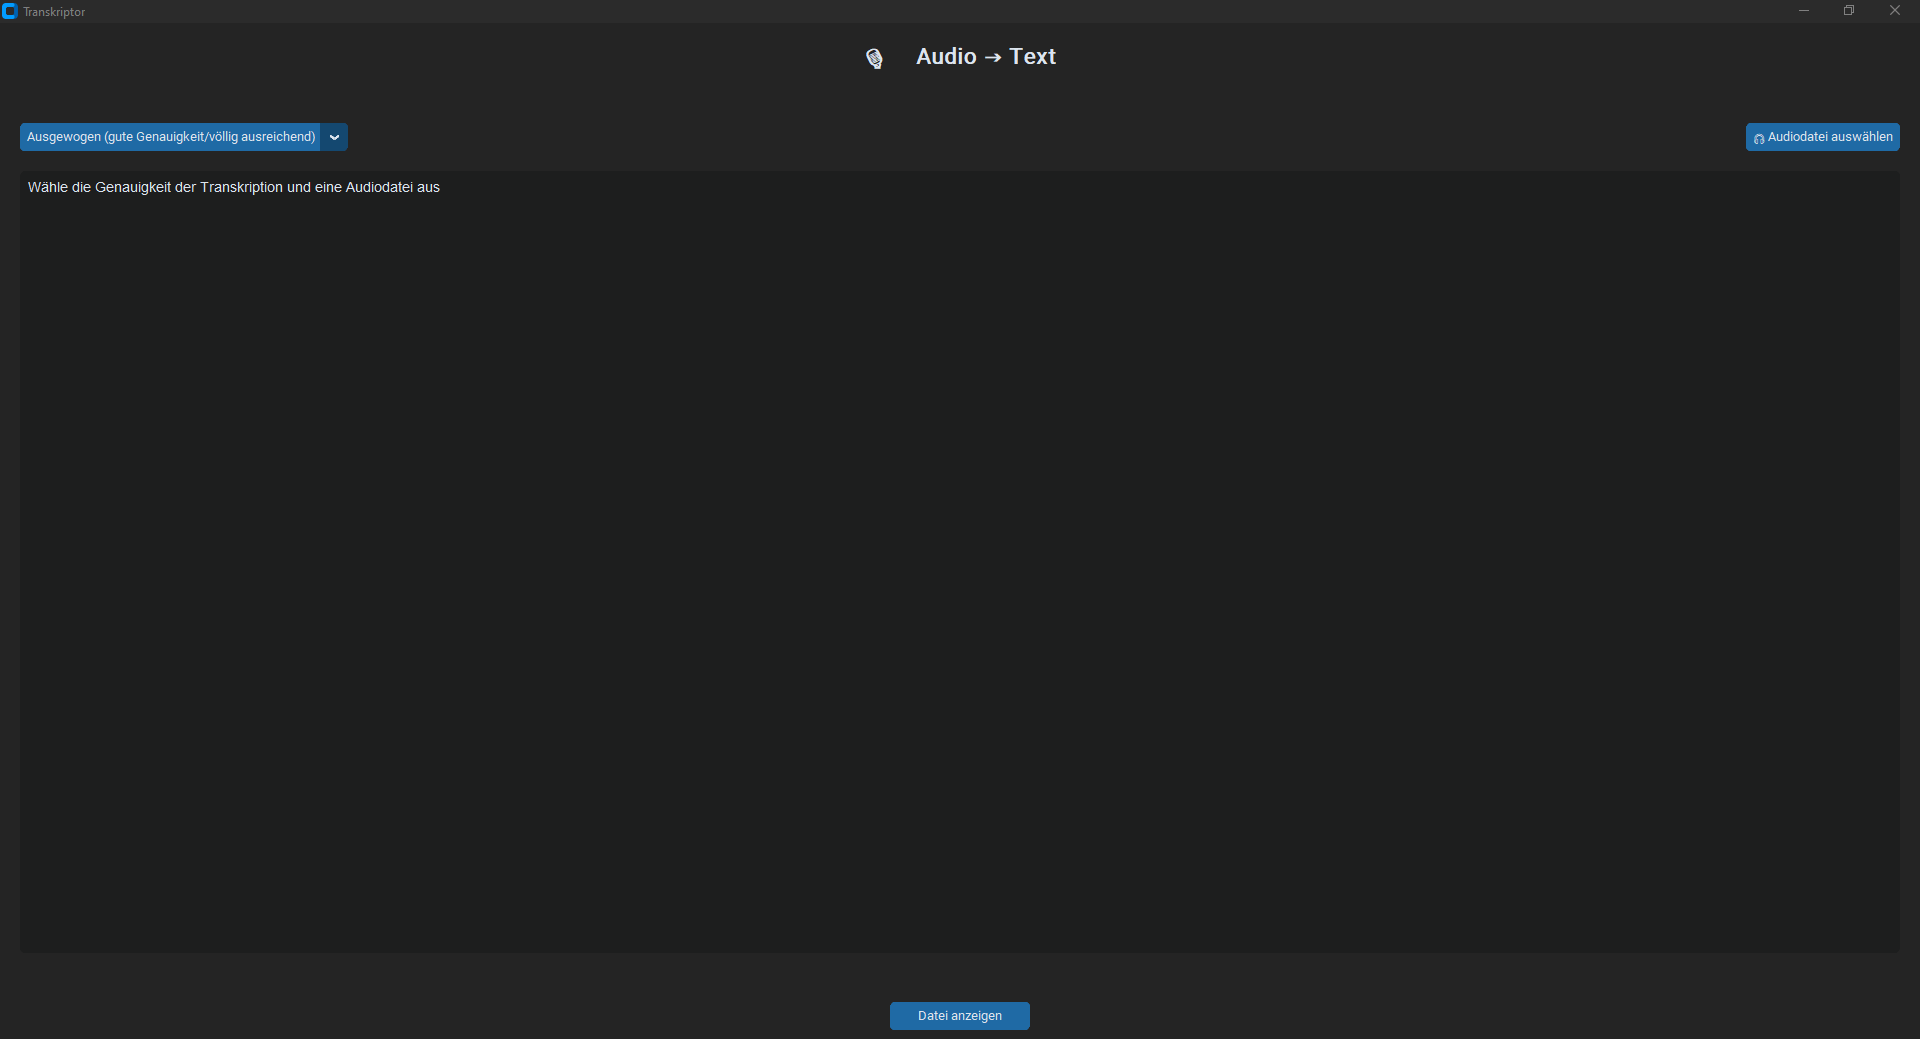 Transkriptor
Audio → Text
Ausgewogen (gute Genauigkeit/völlig ausreichend)
Audiodatei auswählen
Wähle die Genauigkeit der Transkription und eine Audiodatei aus
Datei anzeigen